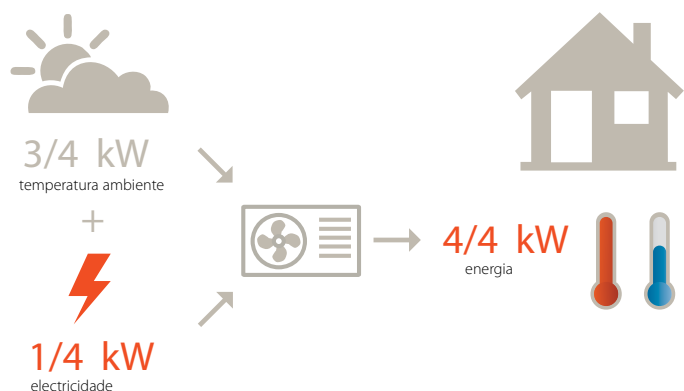 3/4 kW
temperatura ambiente
+
1/4 kW
electricidade
4/4 kW
energia